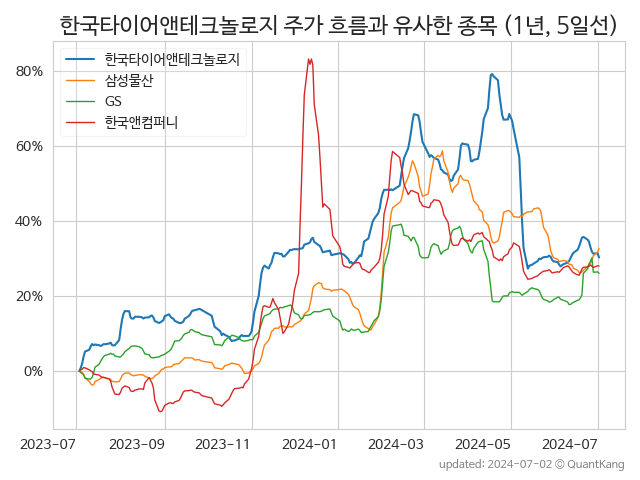 한국타이어앤테크놀로지 주가 흐름과 유사한 종목 (1년, 5일선)
한국타이어앤테크놀로지
삼성물산
GS
한국앤컴퍼니
80%
60%
40%
20%
0%
2023-07
2023-09
2023-11
2024-01
2024-03
2024-05
2024-07
updated: 2024-07-02 © QuantKang